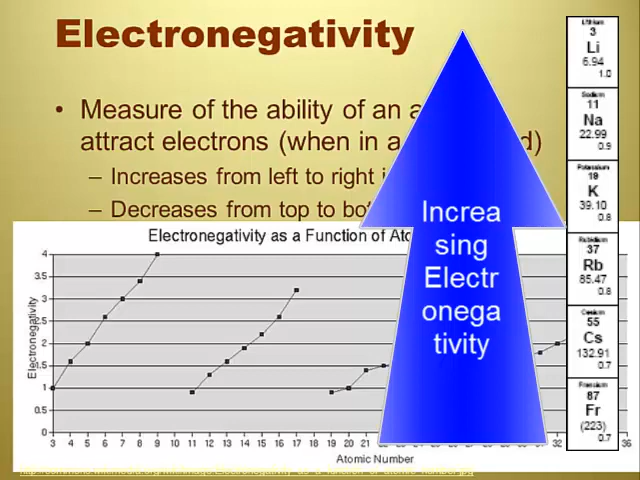 Electronegativity
• Measure of the ability of an a
attract electrons (when in a d)
– Increases from left to right i
– Decreases from top to bot
Increa
sing
Electr
onega
tivity
Electronegativity as a Function of Ato
Electronegativity
4
3.5
3
2.5
2
1.5
1
0.5
0
3 4 5 6 7 8 9 10 11 12 13 14 15 16 17 18 19 20 21 32 36
Atomic Number
Lithium
3
Li
6.94
1.0
Sodium
11
Na
22.99
0.9
Potassium
19
K
39.10
0.8
Rubidium
37
Rb
85.47
0.8
Cesium
55
Cs
132.91
0.7
Francium
87
Fr
(223)
0.7